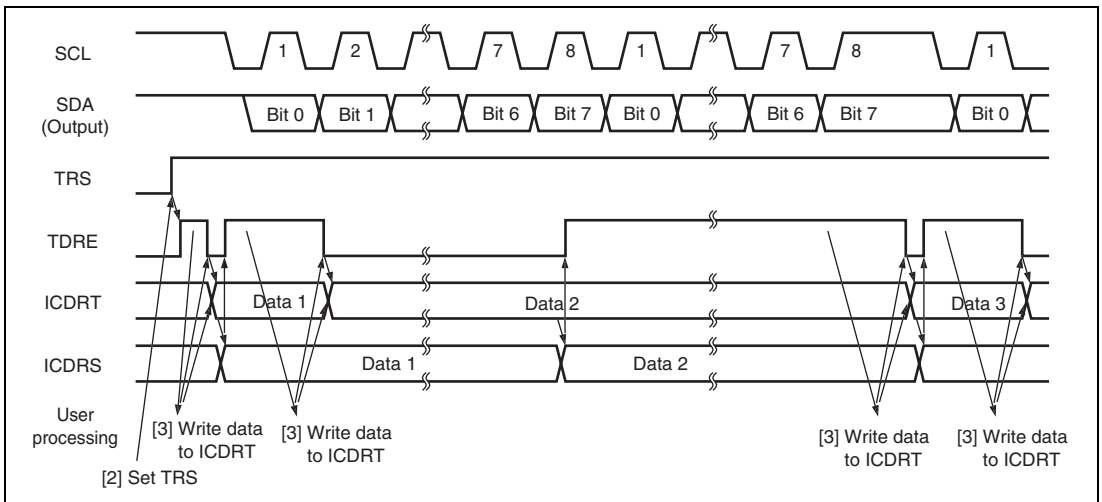 SCL 1 2 7 8 1 7 8 1
SDA
(Output)
Bit 0 Bit 1 Bit 6 Bit 7 Bit 0 Bit 6 Bit 7 Bit 0
TRS
TDRE
ICDRT Data 1 Data 2 Data 3
ICDRS Data 1 Data 2
User
processing
[3] Write data
to ICDRT
[3] Write data
to ICDRT
[3] Write data
to ICDRT
[3] Write data
to ICDRT
[2] Set TRS